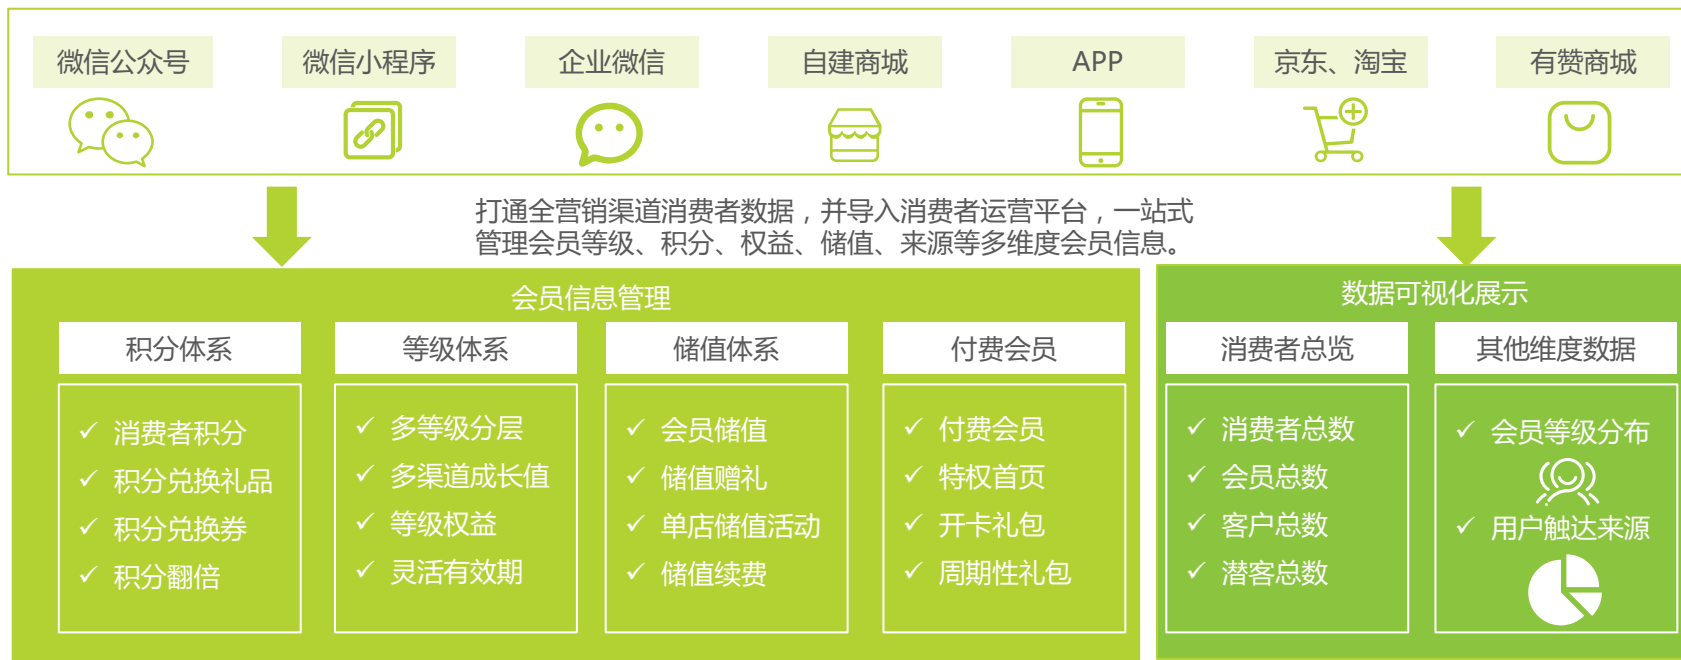 微信公众号
微信小程序
企业微信
自建商城
APP
京东、淘宝
有赞商城
打通全营销渠道消费者数据，并导入消费者运营平台，一站式
管理会员等级、积分、权益、储值、来源等多维度会员信息。
会员信息管理
积分体系
消费者积分
积分兑换礼品
积分兑换券
积分翻倍
等级体系
多等级分层
多渠道成长值
等级权益
灵活有效期
储值体系
会员储值
储值赠礼
单店储值活动
储值续费
付费会员
付费会员
特权首页
开卡礼包
周期性礼包
数据可视化展示
消费者总览
消费者总数
会员总数
客户总数
潜客总数
其他维度数据
会员等级分布
用户触达来源